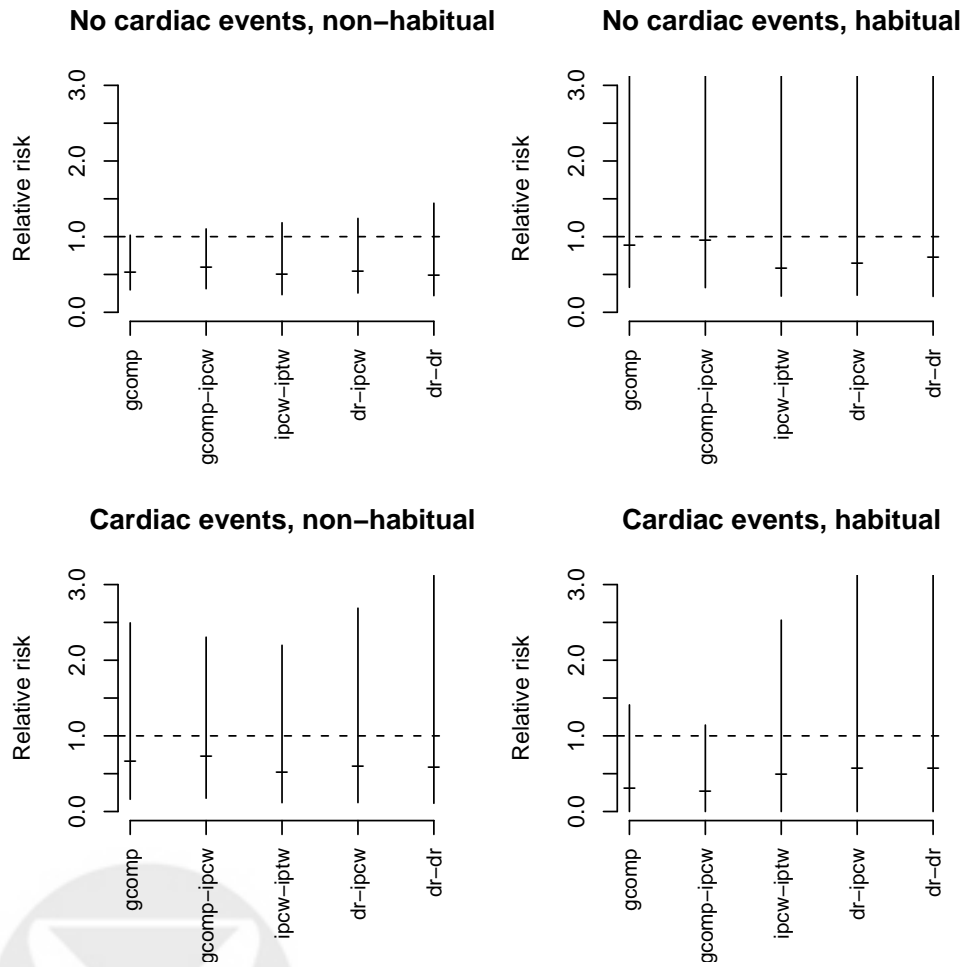 No cardiac events, non−habitual
Relative risk
0.0 1.0 2.0 3.0
gcomp
gcomp−ipcw
ipcw−iptw
dr−ipcw
dr−dr
No cardiac events, habitual
Relative risk
0.0 1.0 2.0 3.0
gcomp
gcomp−ipcw
ipcw−iptw
dr−ipcw
dr−dr
Cardiac events, non−habitual
Relative risk
0.0 1.0 2.0 3.0
gcomp
gcomp−ipcw
ipcw−iptw
dr−ipcw
dr−dr
Cardiac events, habitual
Relative risk
0.0 1.0 2.0 3.0
gcomp
gcomp−ipcw
ipcw−iptw
dr−ipcw
dr−dr